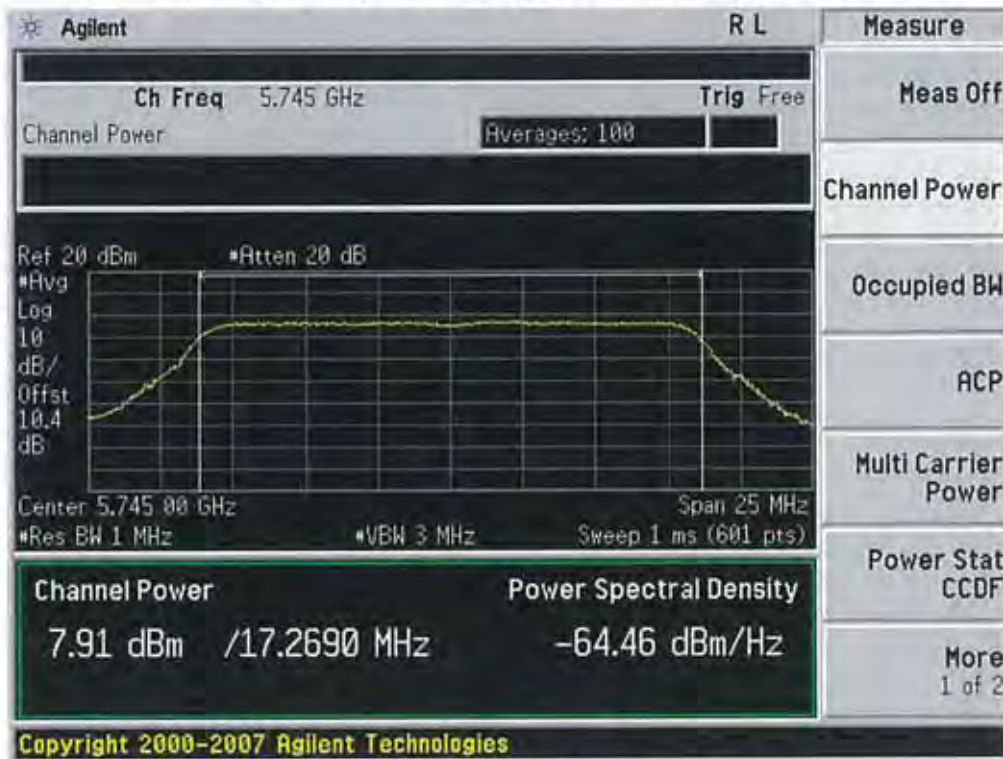 Agilent R L Measure
Ch Freq 5.745 GHz Trig Free
Channel Power Averages: 100
Meas Off
Channel Power
Ref 20 dBm #Atten 20 dB
#Avg
Log
10
dB/
Offst
10.4
dB
Center 5.745 00 GHz Span 25 MHz
#Res BW 1 MHz #VBW 3 MHz Sweep 1 ms (601 pts)
Channel Power Power Spectral Density
7.91 dBm /17.2690 MHz -64.46 dBm/Hz
Occupied BW
ACP
Multi Carrier
Power
Power Stat
CCDF
More
1 of 2
Copyright 2000-2007 Agilent Technologies